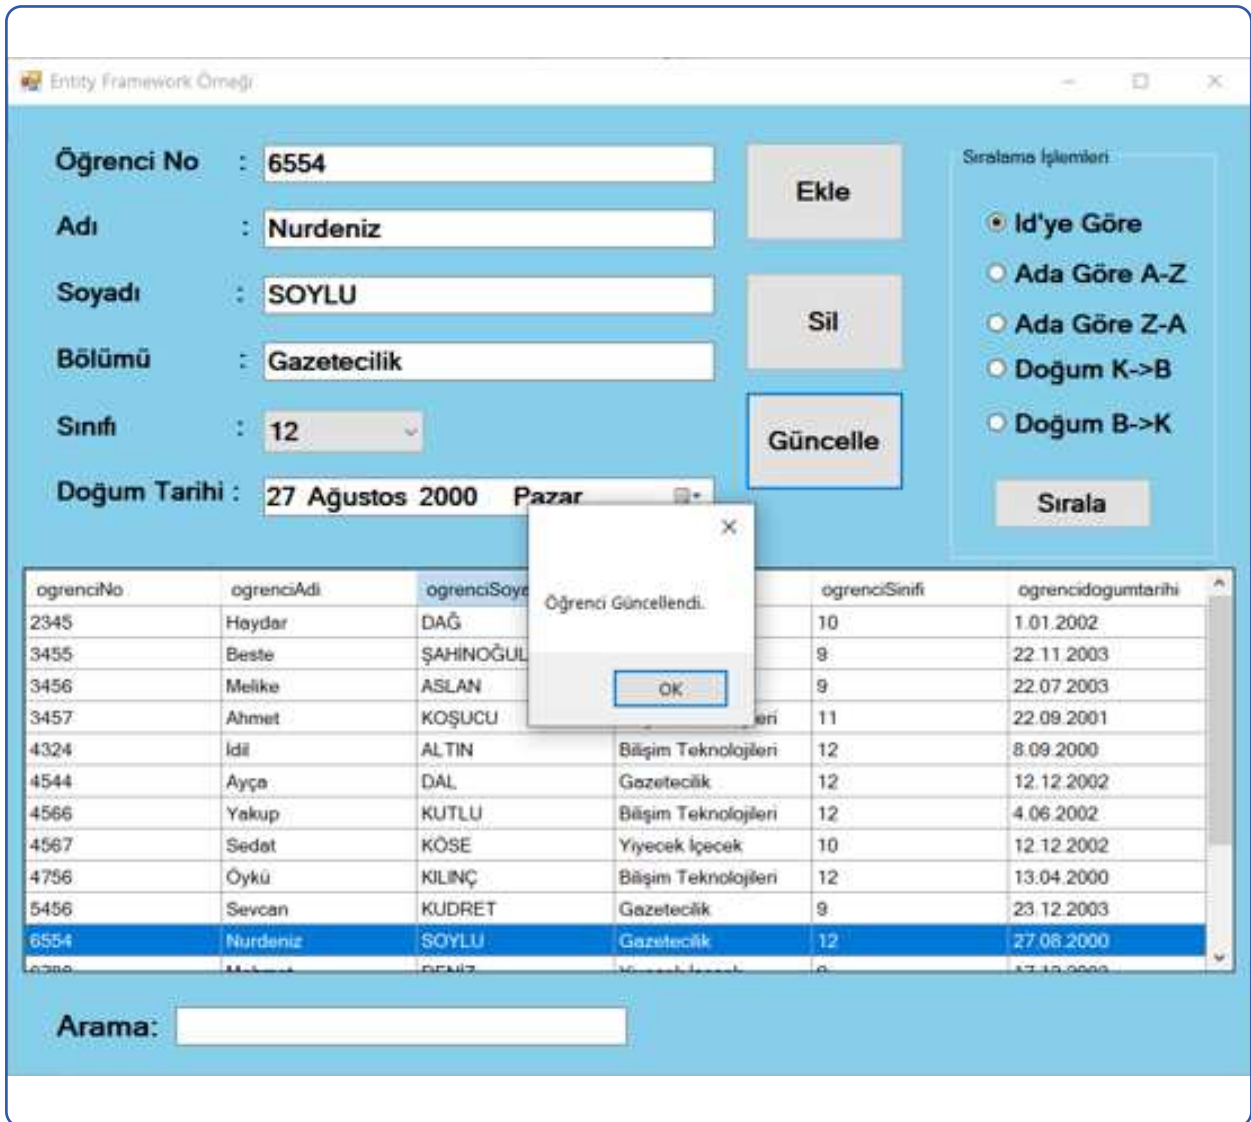 Entity Framework Örneği
Öğrenci No : 6554
Adı : Nurdeniz
Soyadı : SOYLU
Bölümü : Gazetecilik
Sınıfı : 12
Doğum Tarihi : 27 Ağustos 2000 Pazar
Ekle
Sil
Güncelle
Sıralama İşlemleri
Id'ye Göre
Ada Göre A-Z
Ada Göre Z-A
Doğum K->B
Doğum B->K
Sırala
Öğrenci Güncellendi.
OK
ogrenciNo ogrenciAdi ogrenciSoya ogrenciSinifi ogrencidogumtarihi
2345 Haydar DAĞ 10 1.01.2002
3455 Beste ŞAHİNOĞUL 9 22.11.2003
3456 Melike ASLAN 9 22.07.2003
3457 Ahmet KOŞUCU 11 22.09.2001
4324 İdil ALTIN Bilişim Teknolojileri 12 8.09.2000
4544 Ayça DAL Gazetecilik 12 12.12.2002
4566 Yakup KUTLU Bilişim Teknolojileri 12 4.06.2002
4567 Sedat KÖSE Yiyecek İçecek 10 12.12.2002
4756 Öykü KILINÇ Bilişim Teknolojileri 12 13.04.2000
5456 Sevcan KUDRET Gazetecilik 9 23.12.2003
6554 Nurdeniz SOYLU Gazetecilik 12 27.08.2000
Arama: